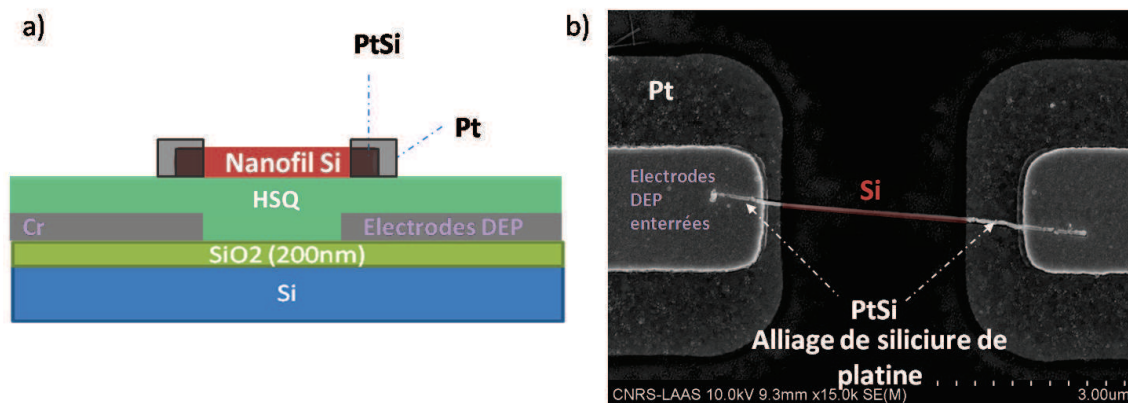 a)
PtSi
Pt
Nanofil Si
HSQ
Cr
Electrodes DEP
SiO2 (200nm)
Si
b)
Pt
Electrodes
DEP
enterrées
Si
PtSi
Alliage de siliciure de
platine
CNRS-LAAS 10.0kV 9.3mm x15.0k SE(M)
3.00um